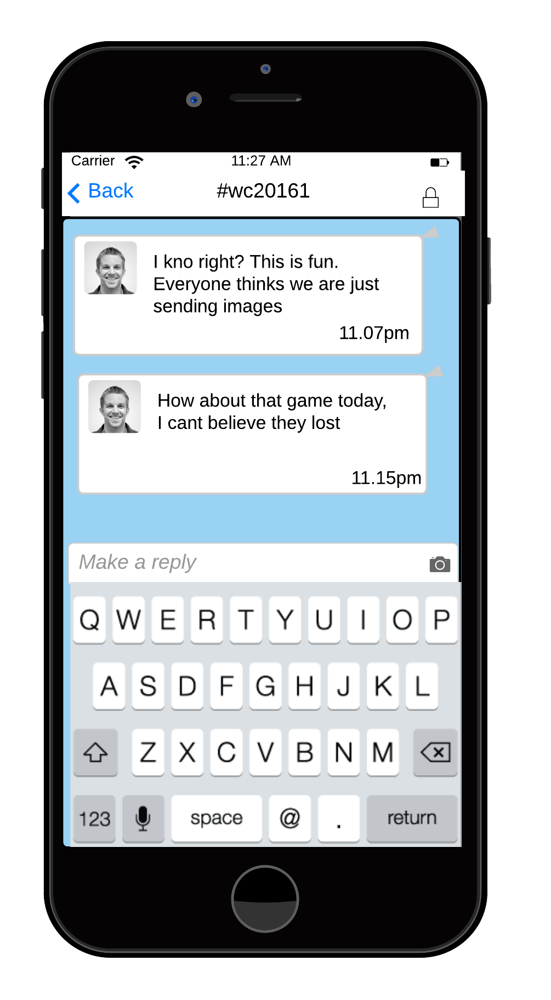 Carrier 11:27 AM
Back #wc20161
I kno right? This is fun.
Everyone thinks we are just
sending images
11.07pm
How about that game today,
I cant believe they lost
11.15pm
Make a reply
Q W E R T Y U I O P
A S D F G H J K L
Z X C V B N M
123 space @ . return